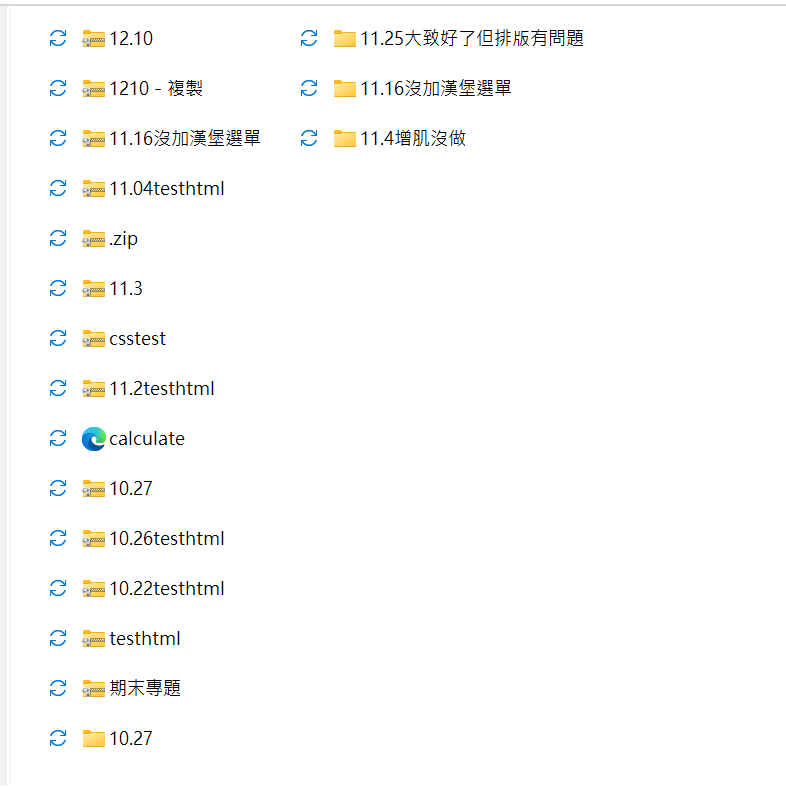 12.10
1210 - 複製
11.16沒加漢堡選單
11.04testhtml
.zip
11.3
csstest
11.2testhtml
calculate
10.27
10.26testhtml
10.22testhtml
testhtml
期末專題
10.27
11.25大致好了但排版有問題
11.16沒加漢堡選單
11.4增肌沒做